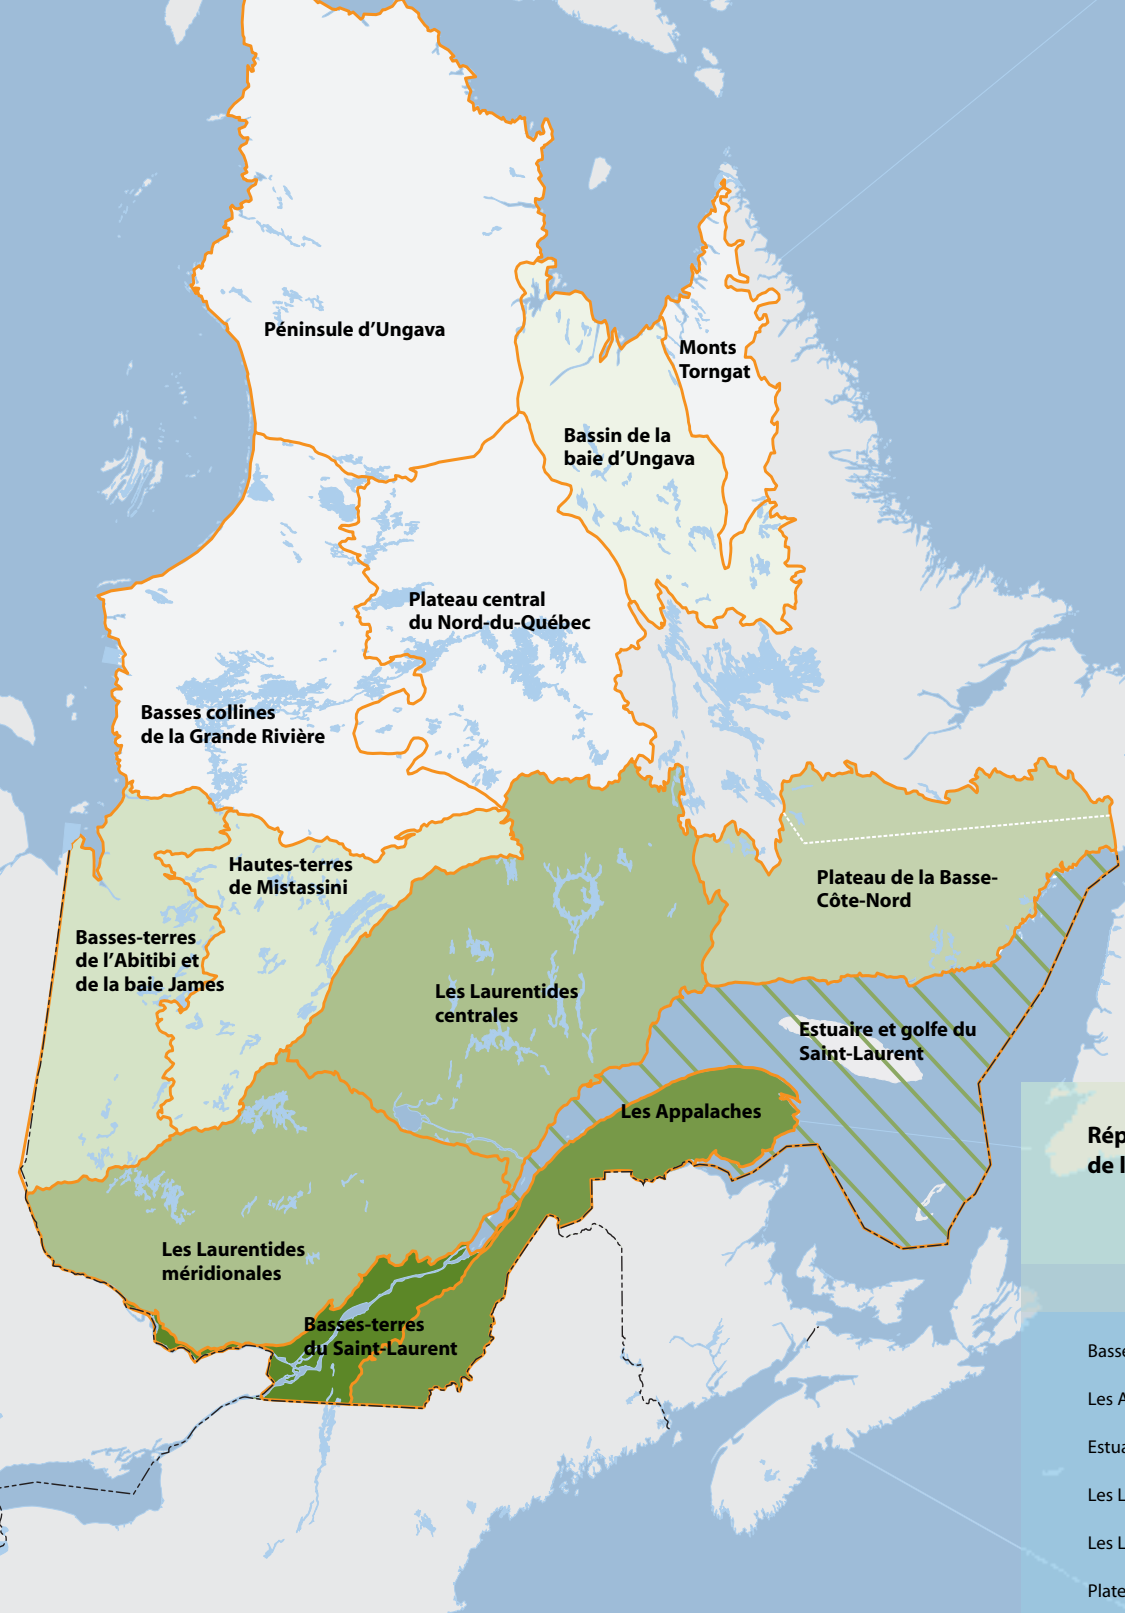 Péninsule d’Ungava
Monts
Torngat
Bassin de la
baie d’Ungava
Plateau central
du Nord-du-Québec
Basses collines
de la Grande Rivière
Hautes-terres
de Mistassini
Plateau de la Basse-
Côte-Nord
Basses-terres
de l’Abitibi et
de la baie James
Les Laurentides
centrales
Estuaire et golfe du
Saint-Laurent
Les Appalaches
Les Laurentides
méridionales
Basses-terres
du Saint-Laurent
Rép
de l
Basse
Les A
Estua
Les L
Les L
Plate